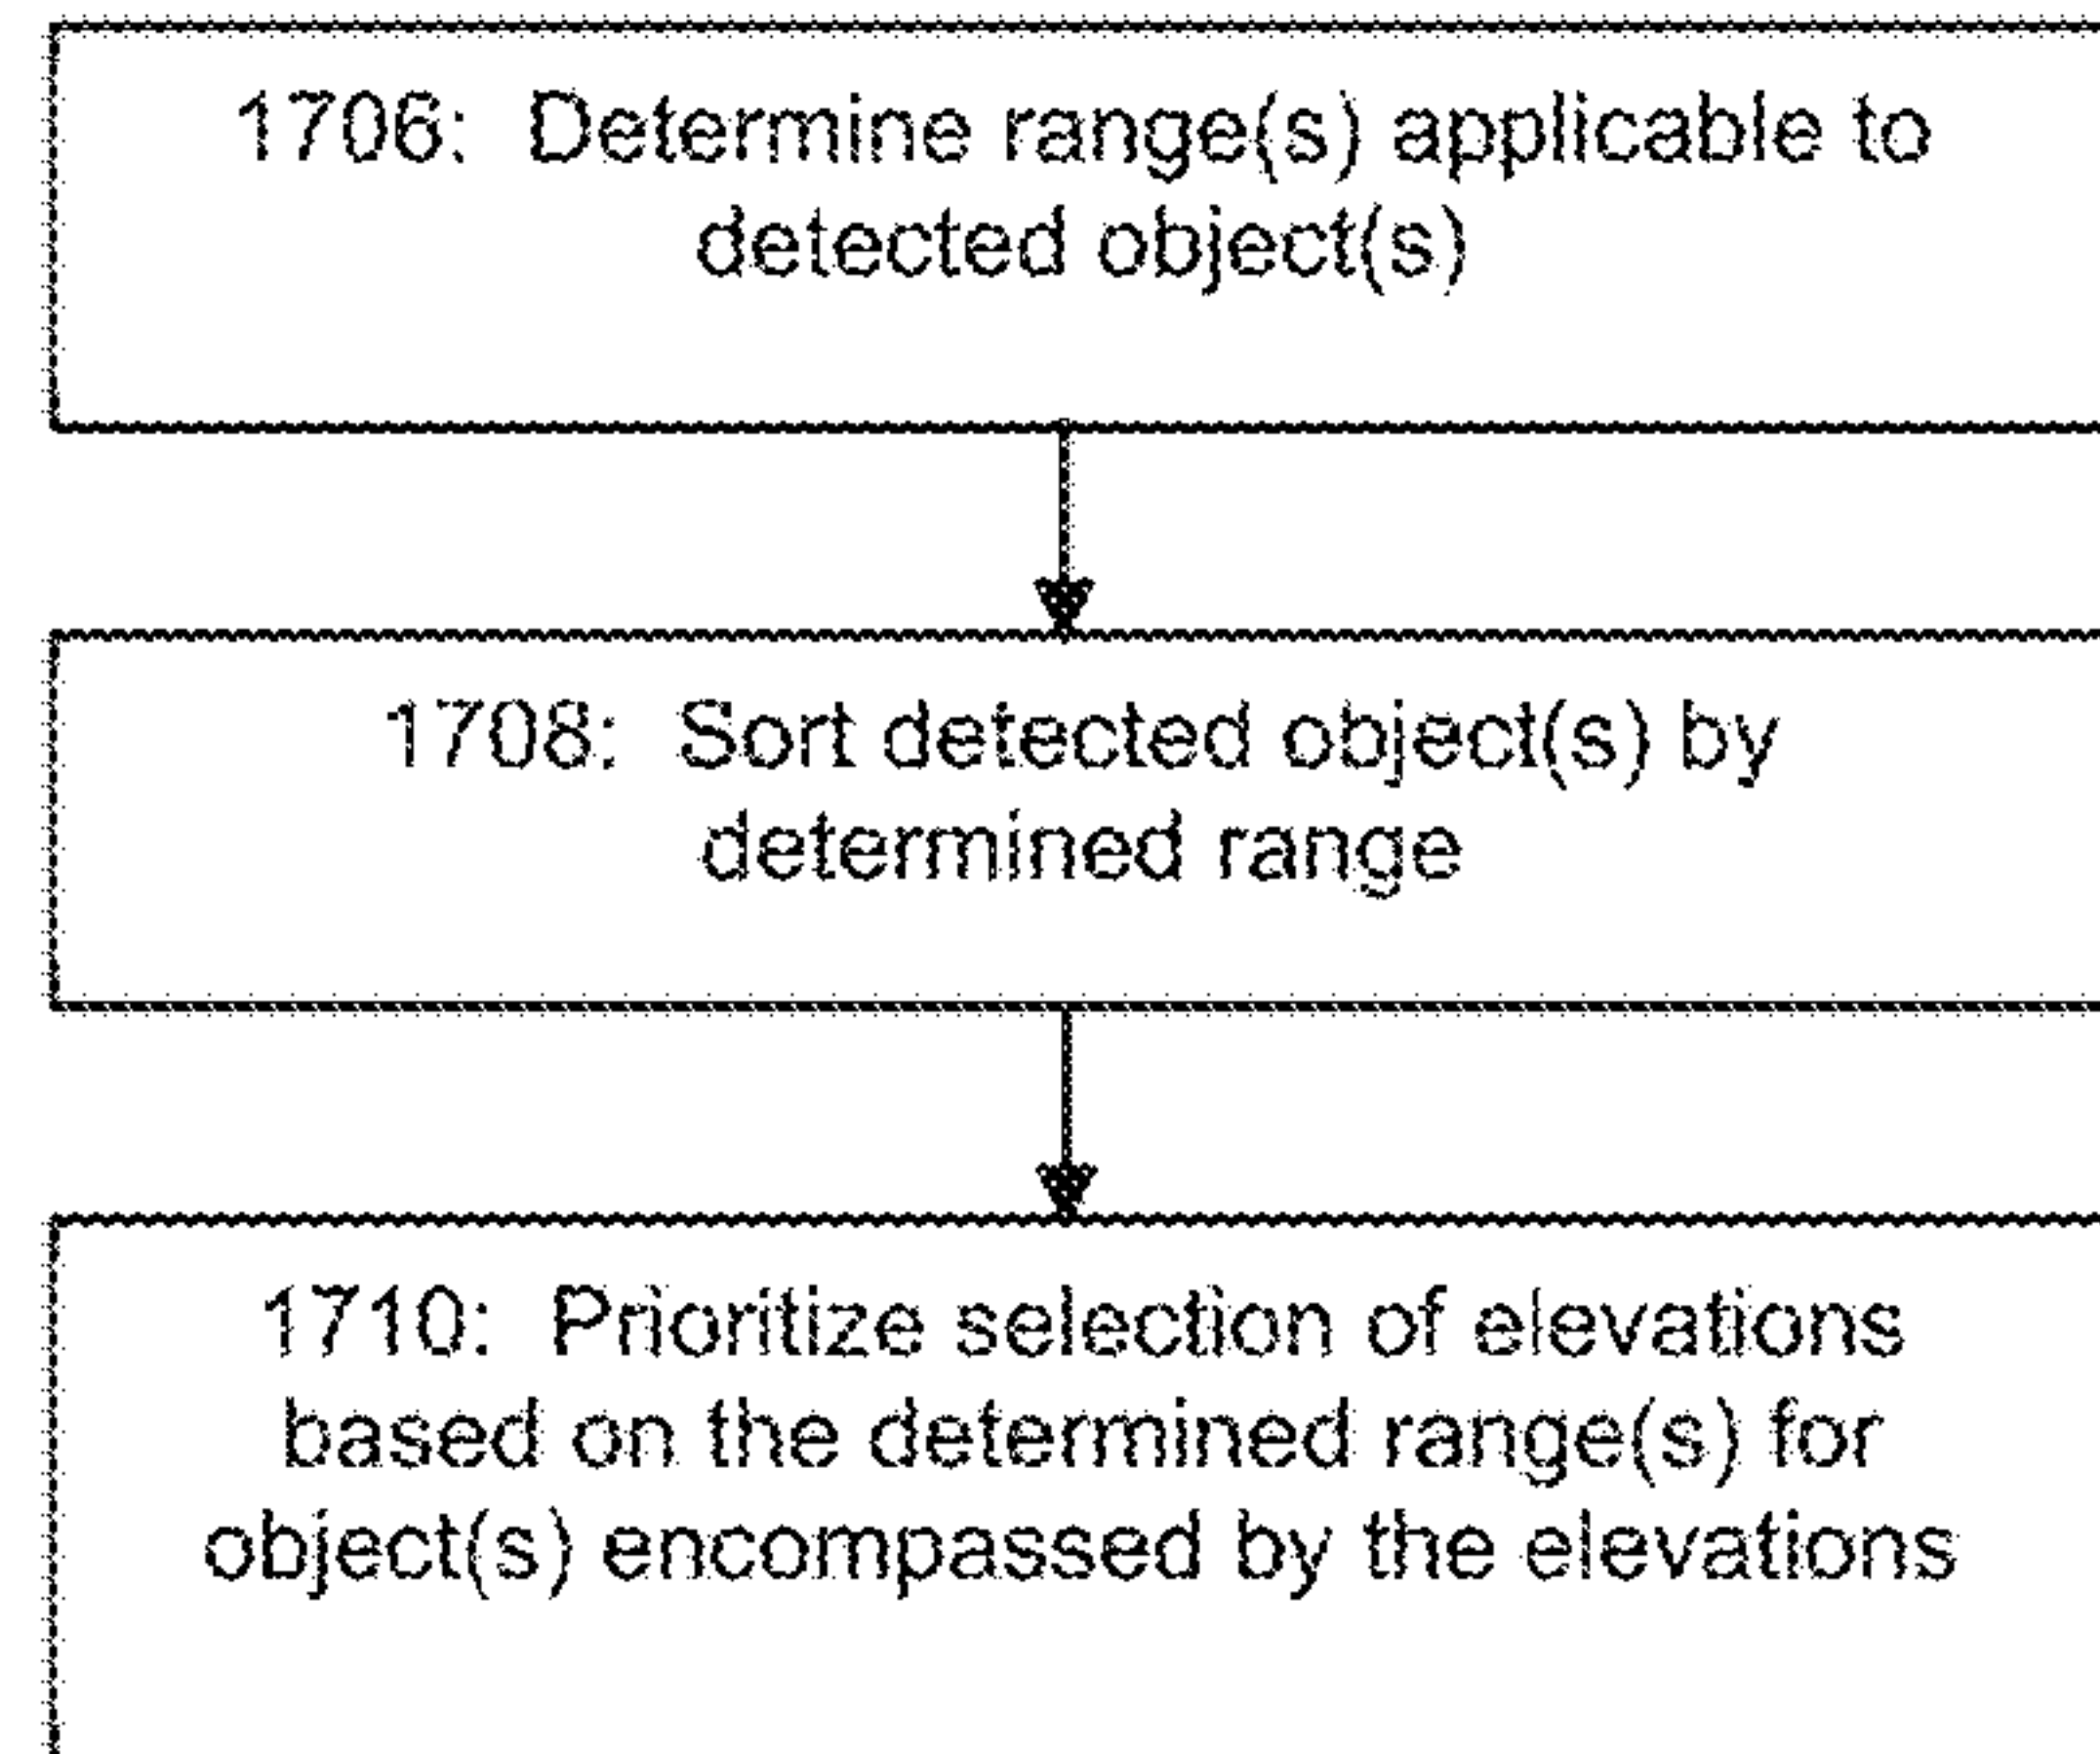 1706: Determine range(s) applicable to
detected object(s)
1708: Sort detected object(s) by
determined range
1710: Prioritize selection of elevations
based on the determined range(s) for
object(s) encompassed by the elevations